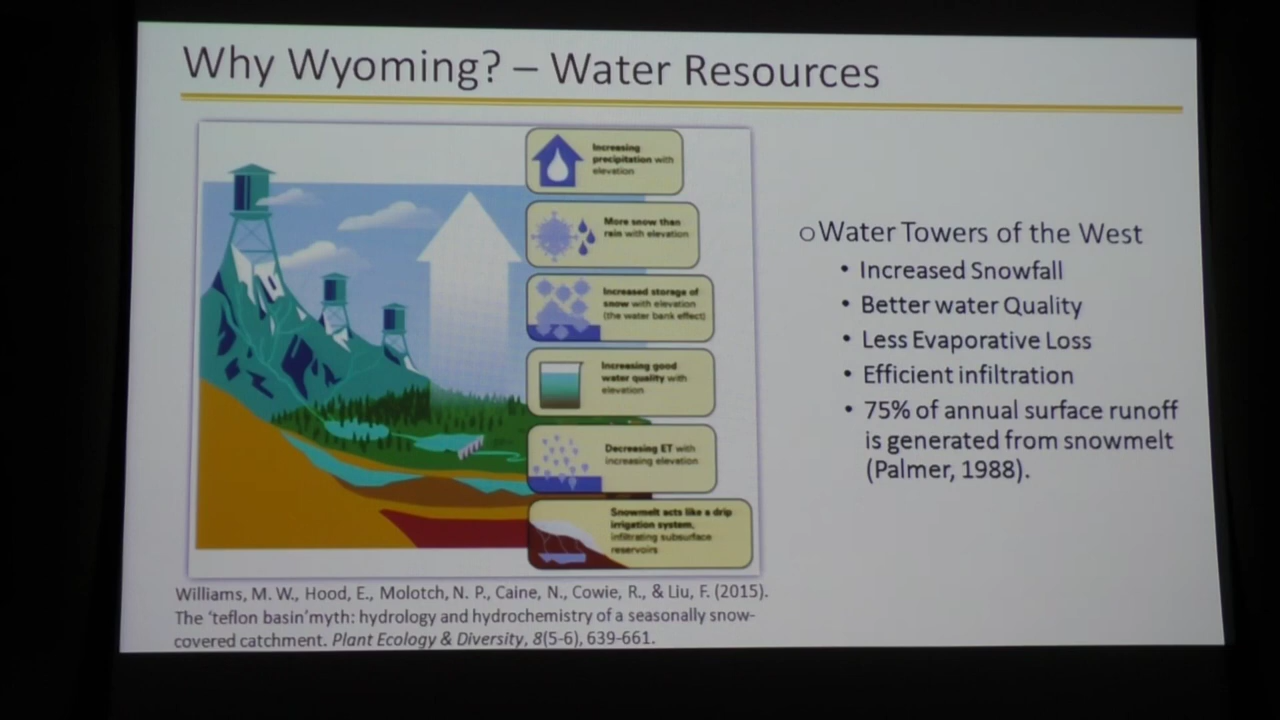 Why Wyoming? – Water Resources
Increasing
precipitation with
elevation
More snow than
rain with elevation
Increased storage of
snow with elevation
(the water bank effect)
Increasing good
water quality with
elevation
Decreasing ET with
increasing elevation
Snowmelt acts like a drip
irrigation system,
infiltrating subsurface
reservoirs
oWater Towers of the West
• Increased Snowfall
• Better water Quality
• Less Evaporative Loss
• Efficient infiltration
• 75% of annual surface runoff
is generated from snowmelt
(Palmer, 1988).
Williams, M. W., Hood, E., Molotch, N. P., Caine, N., Cowie, R., & Liu, F. (2015).
The ‘teflon basin’myth: hydrology and hydrochemistry of a seasonally snow-
covered catchment. Plant Ecology & Diversity, 8(5-6), 639-661.